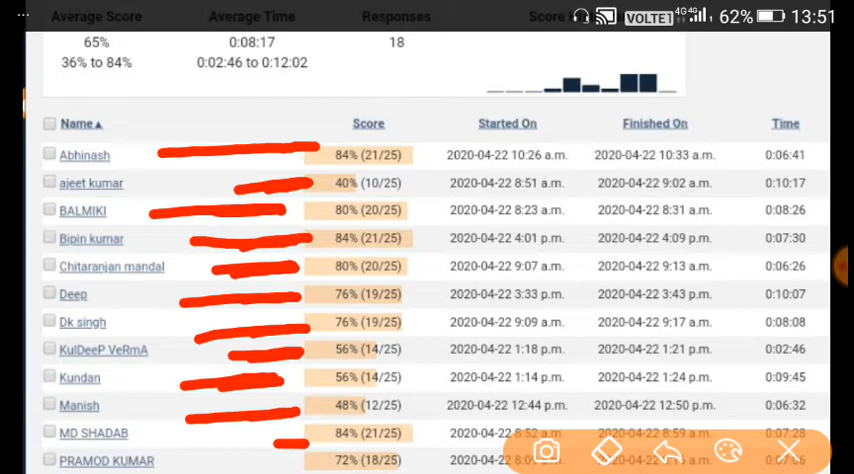 ... VOLTE1 4G 4G 62% 13:51
Average Score Average Time Responses
65% 0:08:17 18
36% to 84% 0:02:46 to 0:12:02
Name▲ Score Started On Finished On Time
Abhinash 84% (21/25) 2020-04-22 10:26 a.m. 2020-04-22 10:33 a.m. 0:06:41
ajeet kumar 40% (10/25) 2020-04-22 8:51 a.m. 2020-04-22 9:02 a.m. 0:10:17
BALMIKI 80% (20/25) 2020-04-22 8:23 a.m. 2020-04-22 8:31 a.m. 0:08:26
Bipin kumar 84% (21/25) 2020-04-22 4:01 p.m. 2020-04-22 4:09 p.m. 0:07:30
Chitaranjan mandal 80% (20/25) 2020-04-22 9:07 a.m. 2020-04-22 9:13 a.m. 0:06:26
Deep 76% (19/25) 2020-04-22 3:33 p.m. 2020-04-22 3:43 p.m. 0:10:07
Dk singh 76% (19/25) 2020-04-22 9:09 a.m. 2020-04-22 9:17 a.m. 0:08:08
KulDeeP VeRmA 56% (14/25) 2020-04-22 1:18 p.m. 2020-04-22 1:21 p.m. 0:02:46
Kundan 56% (14/25) 2020-04-22 1:14 p.m. 2020-04-22 1:24 p.m. 0:09:45
Manish 48% (12/25) 2020-04-22 12:44 p.m. 2020-04-22 12:50 p.m. 0:06:32
MD SHADAB 84% (21/25) 2020-04-22 8:52 a.m. 2020-04-22 8:59 a.m. 0:07:28
PRAMOD KUMAR 72% (18/25) 2020-04-22